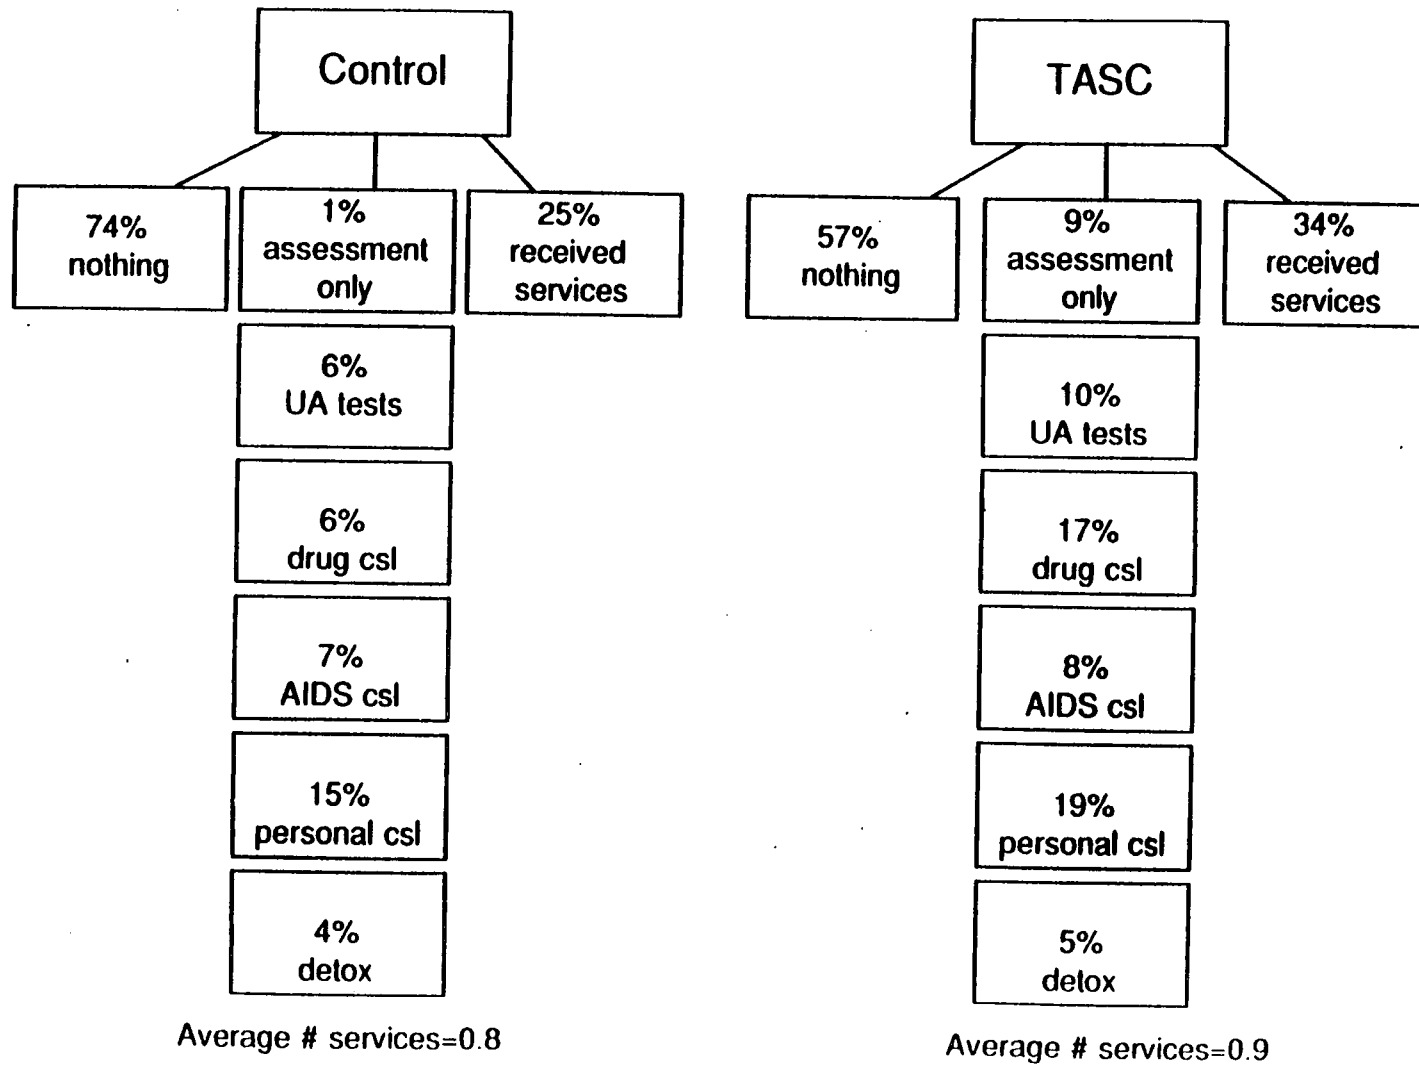 Control
74%
nothing
1%
assessment
only
25%
received
services
6%
UA tests
6%
drug csl
7%
AIDS csl
15%
personal csl
4%
detox
Average # services=0.8
TASC
57%
nothing
9%
assessment
only
34%
received
services
10%
UA tests
17%
drug csl
8%
AIDS csl
19%
personal csl
5%
detox
Average # services=0.9